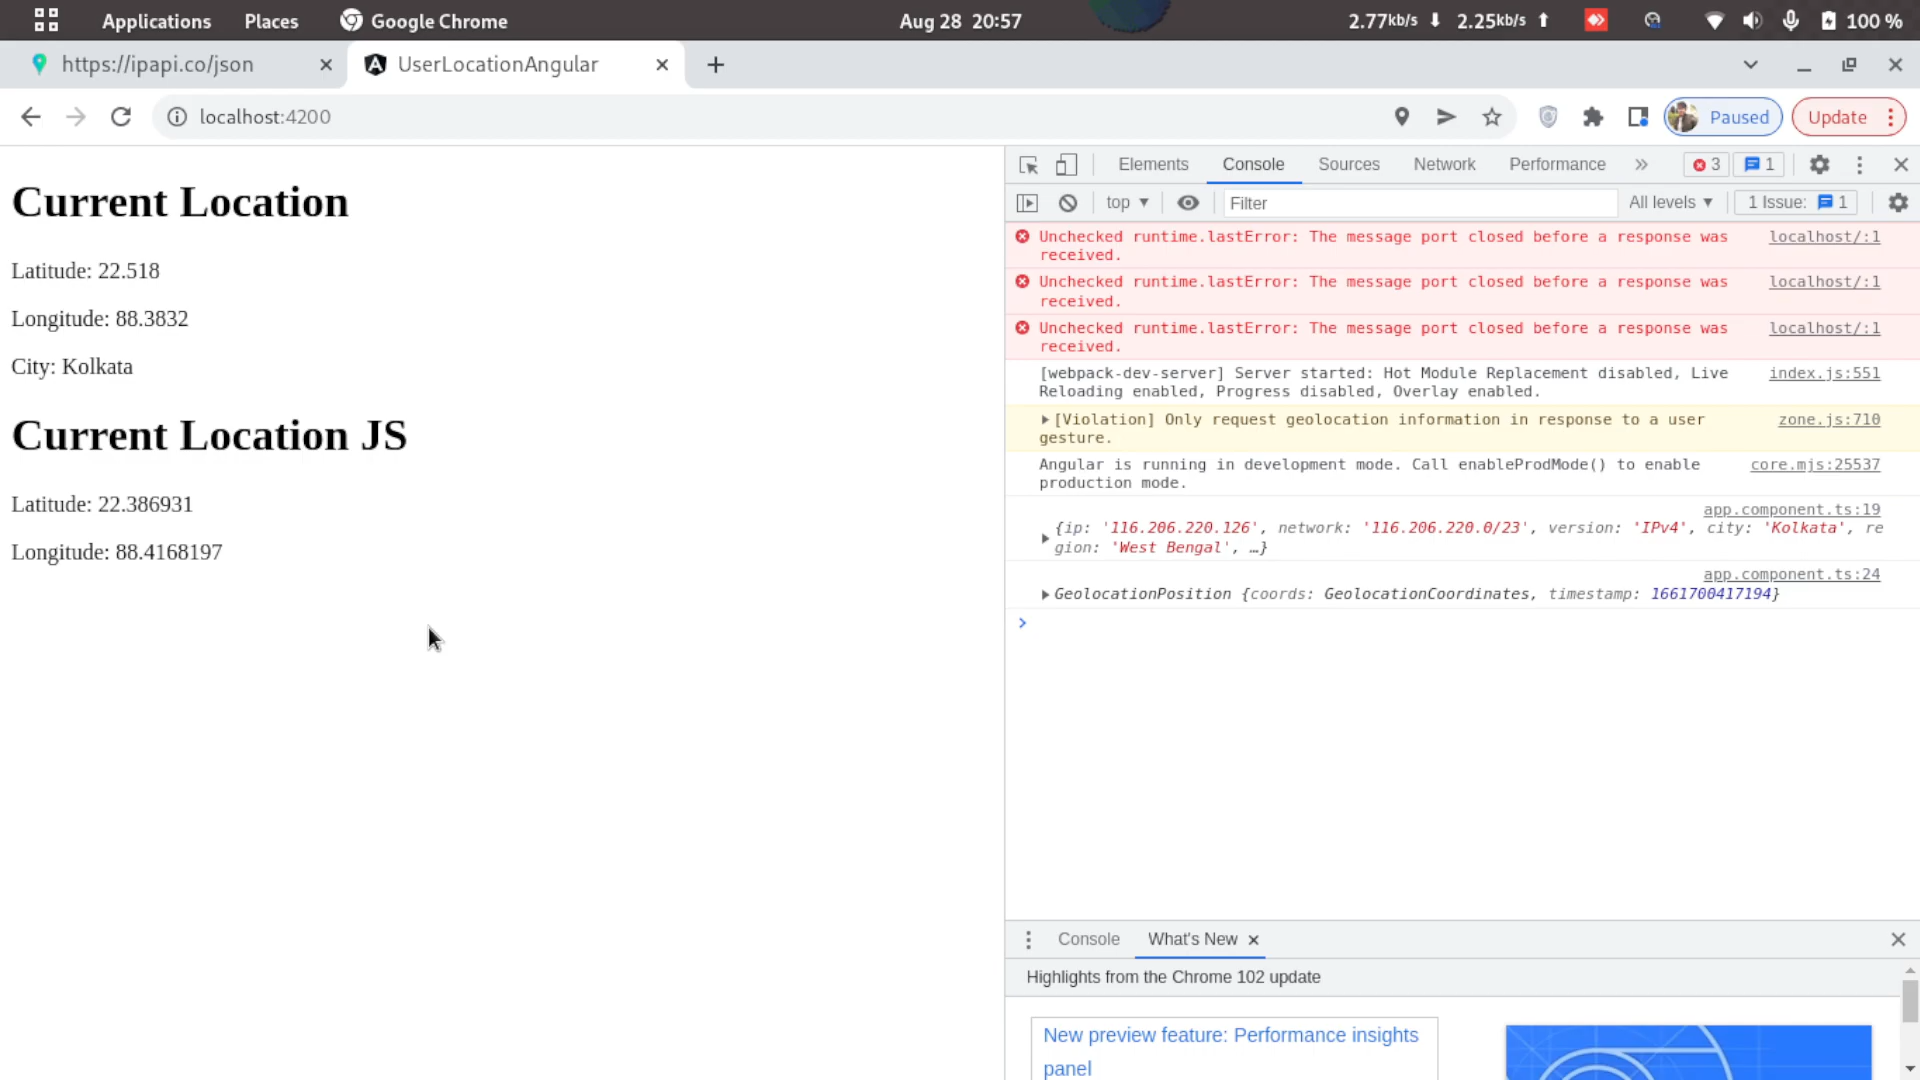 Applications Places Google Chrome Aug 28 20:57 2.77kb/s 2.25kb/s 100 %
https://ipapi.co/json UserLocationAngular
localhost:4200 Paused Update
Current Location
Latitude: 22.518
Longitude: 88.3832
City: Kolkata
Current Location JS
Latitude: 22.386931
Longitude: 88.4168197
Elements Console Sources Network Performance 3 1
top Filter All levels 1 Issue: 1
Unchecked runtime.lastError: The message port closed before a response was localhost/:1
received.
Unchecked runtime.lastError: The message port closed before a response was localhost/:1
received.
Unchecked runtime.lastError: The message port closed before a response was localhost/:1
received.
[webpack-dev-server] Server started: Hot Module Replacement disabled, Live index.js:551
Reloading enabled, Progress disabled, Overlay enabled.
[Violation] Only request geolocation information in response to a user zone.js:710
gesture.
Angular is running in development mode. Call enableProdMode() to enable core.mjs:25537
production mode.
app.component.ts:19
{ip: '116.206.220.126', network: '116.206.220.0/23', version: 'IPv4', city: 'Kolkata', re
gion: 'West Bengal', …}
app.component.ts:24
GeolocationPosition {coords: GeolocationCoordinates, timestamp: 1661700417194}
Console What's New
Highlights from the Chrome 102 update
New preview feature: Performance insights
panel